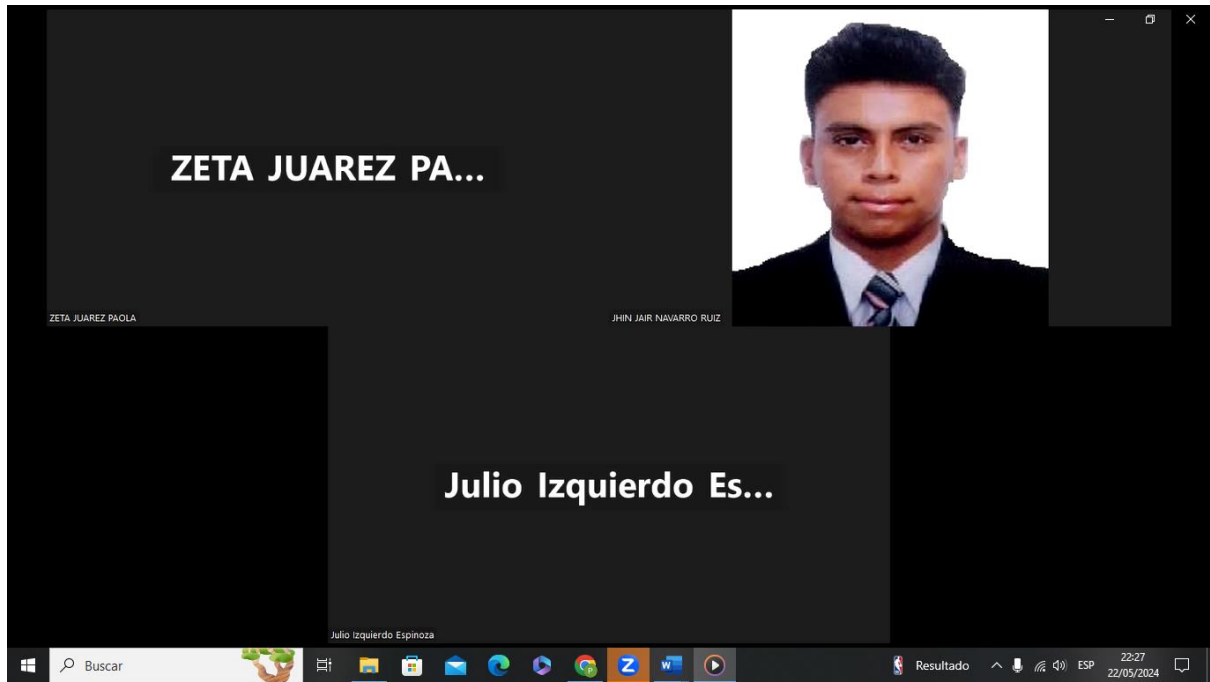 ZETA JUAREZ PA...
ZETA JUAREZ PAOLA
JHIN JAIR NAVARRO RUIZ
Julio Izquierdo Es...
Julio Izquierdo Espinoza
Buscar
Resultado
ESP
22:27
22/05/2024